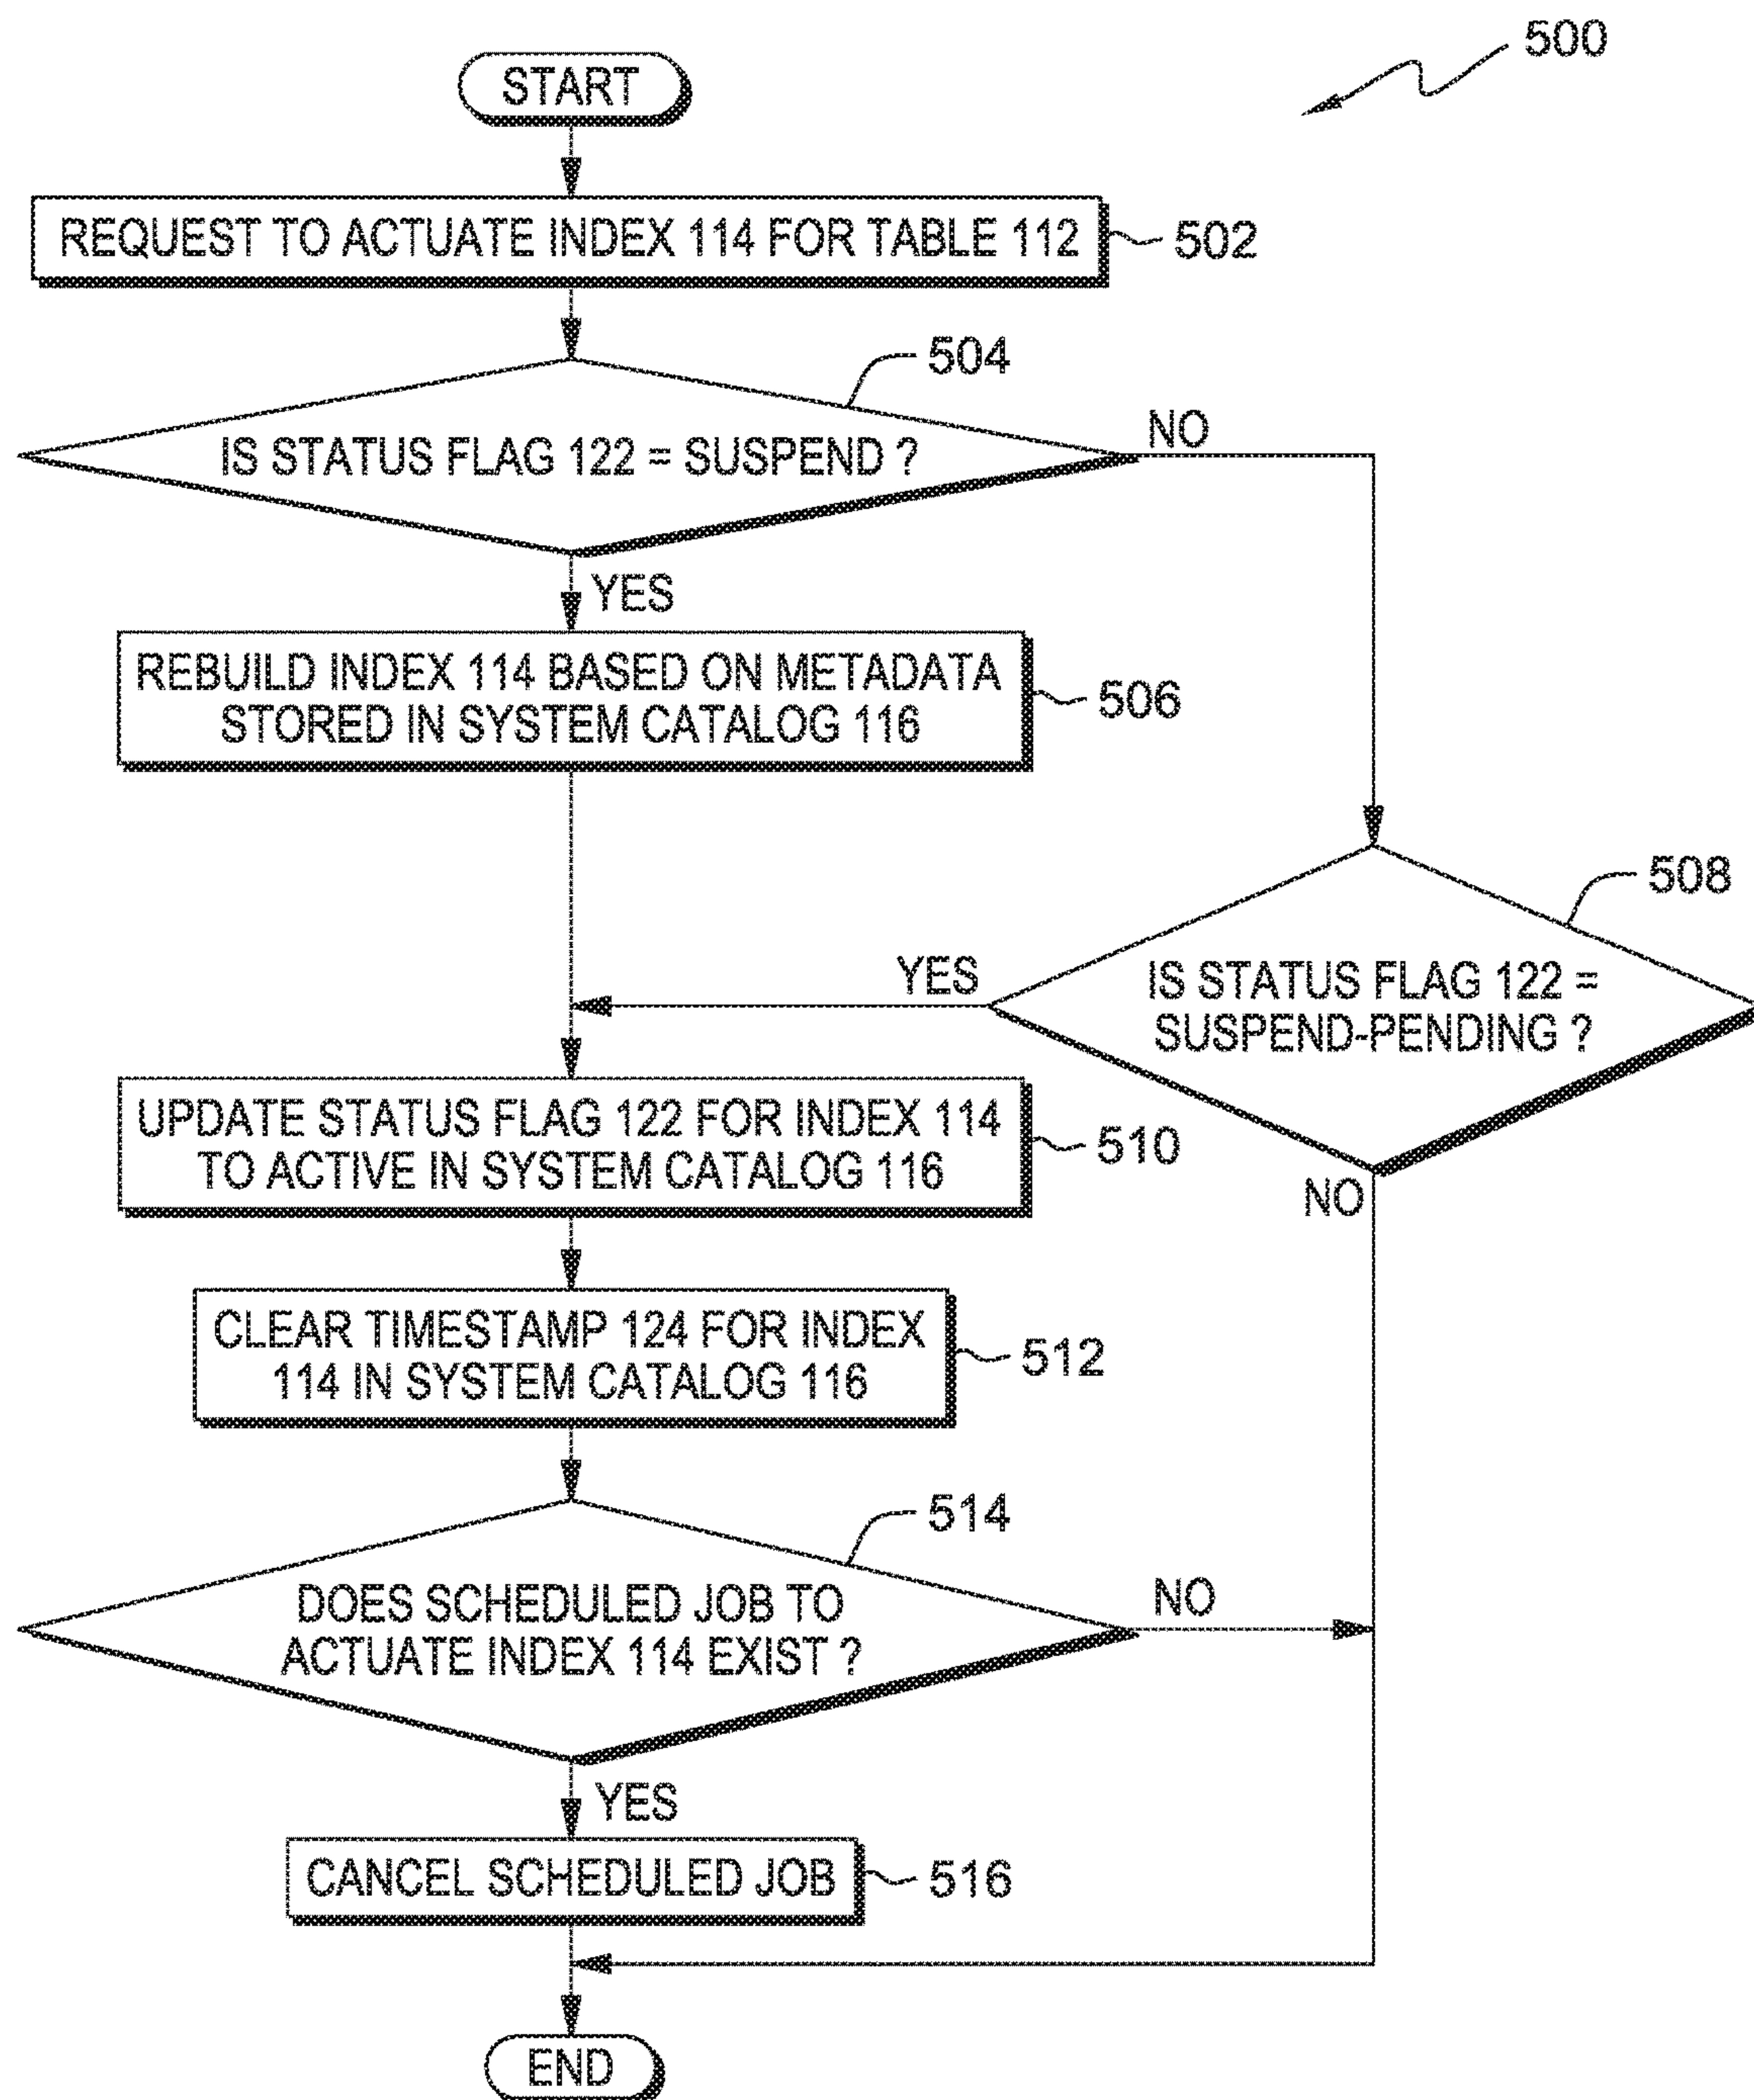 500
START
REQUEST TO ACTUATE INDEX 114 FOR TABLE 112
502
504
IS STATUS FLAG 122 = SUSPEND ?
NO
YES
REBUILD INDEX 114 BASED ON METADATA
STORED IN SYSTEM CATALOG 116
506
508
IS STATUS FLAG 122 =
SUSPEND-PENDING ?
YES
NO
UPDATE STATUS FLAG 122 FOR INDEX 114
TO ACTIVE IN SYSTEM CATALOG 116
510
CLEAR TIMESTAMP 124 FOR INDEX
114 IN SYSTEM CATALOG 116
512
514
DOES SCHEDULED JOB TO
ACTUATE INDEX 114 EXIST ?
NO
YES
CANCEL SCHEDULED JOB
516
END